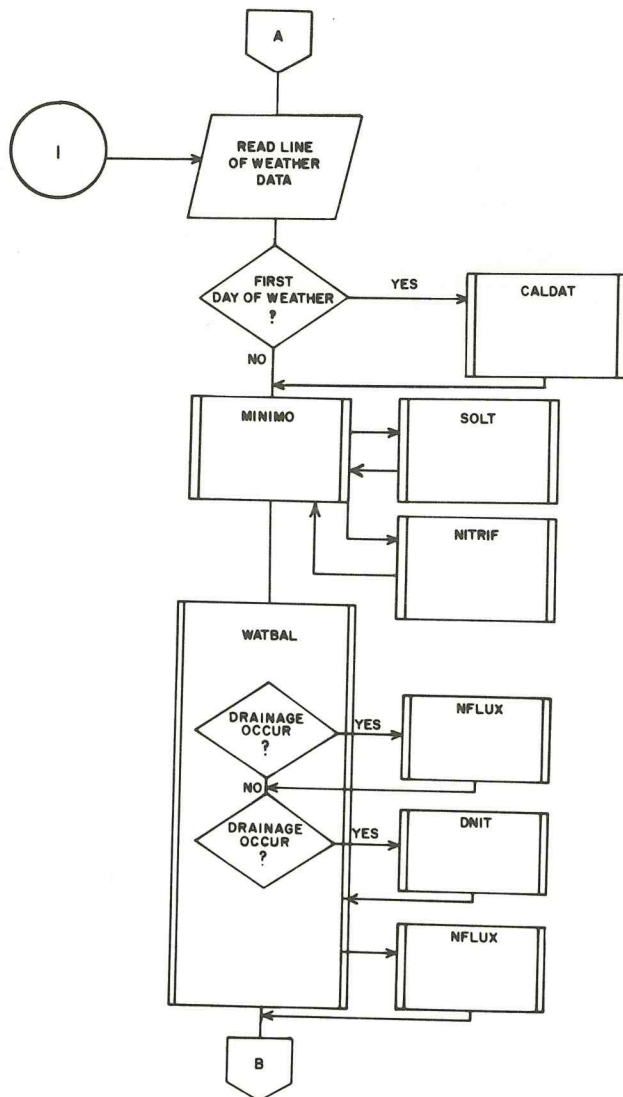 A
I
READ LINE
OF WEATHER
DATA
FIRST
DAY OF WEATHER
?
YES
CALDAT
NO
MINIMO
SOLT
NITRIF
WATBAL
DRAINAGE
OCCUR
?
YES
NFLUX
NO
DRAINAGE
OCCUR
?
YES
DNIT
NFLUX
B